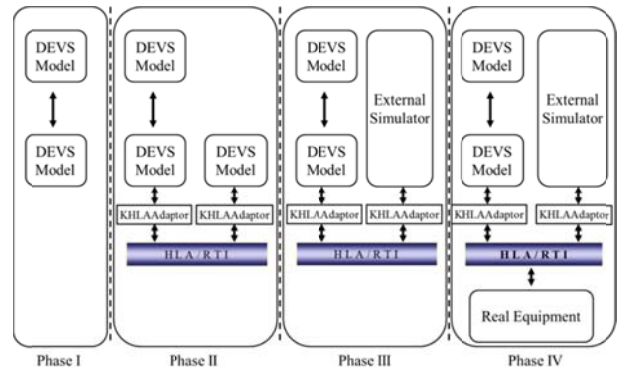 DEVS
Model
DEVS
Model
Phase I
DEVS
Model
DEVS
Model
DEVS
Model
KHLAAdaptor
KHLAAdaptor
HLA/RTI
Phase II
DEVS
Model
External
Simulator
DEVS
Model
KHLAAdaptor
KHLAAdaptor
HLA/RTI
Phase III
DEVS
Model
External
Simulator
DEVS
Model
KHLAAdaptor
KHLAAdaptor
HLA/RTI
Real Equipment
Phase IV